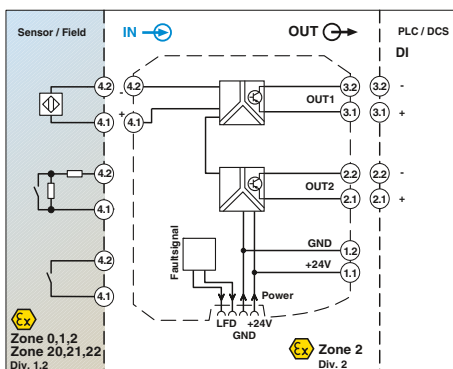 Sensor / Field
IN
OUT
PLC / DCS
DI
4.2
-
4.2
3.2
3.2
-
OUT1
4.1
+
4.1
3.1
3.1
+
4.2
2.2
2.2
-
OUT2
4.1
2.1
2.1
+
GND
1.2
4.2
+24V
1.1
Faultsignal
4.1
Power
LFD
+24V
GND
Ex
Zone 0,1,2
Zone 20,21,22
Div. 1,2
Ex
Zone 2
Div. 2